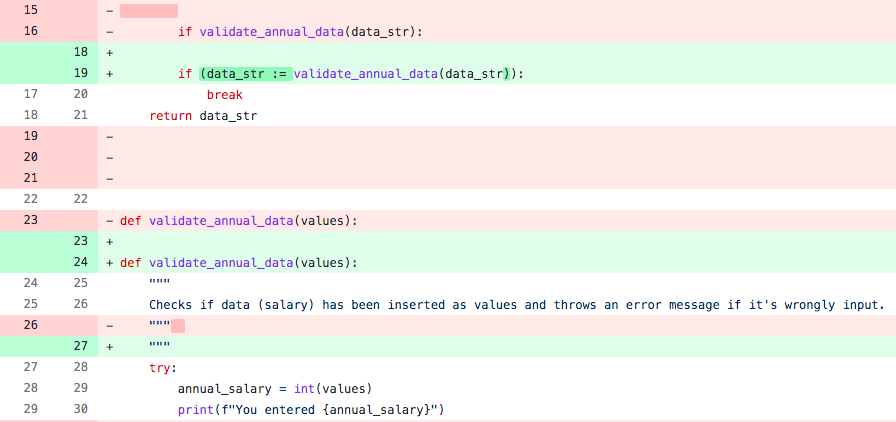 15 -
16 - if validate_annual_data(data_str):
18 +
19 + if (data_str := validate_annual_data(data_str)):
17 20 break
18 21 return data_str
19 -
20 -
21 -
22 22
23 - def validate_annual_data(values):
23 +
24 + def validate_annual_data(values):
24 25 """
25 26 Checks if data (salary) has been inserted as values and throws an error message if it's wrongly input.
26 - """
27 + """
27 28 try:
28 29 annual_salary = int(values)
29 30 print(f"You entered {annual_salary}")